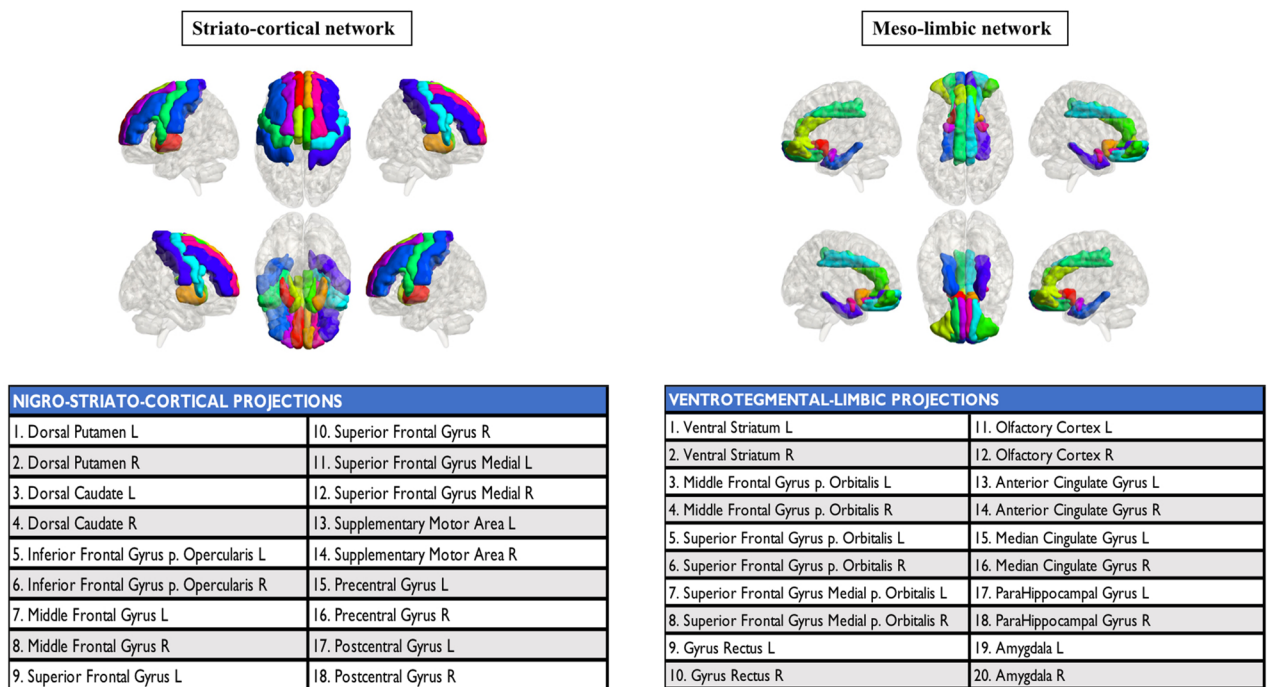 Striato-cortical network
Meso-limbic network
NIGRO-STRIATO-CORTICAL PROJECTIONS
1. Dorsal Putamen L
10. Superior Frontal Gyrus R
2. Dorsal Putamen R
11. Superior Frontal Gyrus Medial L
3. Dorsal Caudate L
12. Superior Frontal Gyrus Medial R
4. Dorsal Caudate R
13. Supplementary Motor Area L
5. Inferior Frontal Gyrus p. Opercularis L
14. Supplementary Motor Area R
6. Inferior Frontal Gyrus p. Opercularis R
15. Precentral Gyrus L
7. Middle Frontal Gyrus L
16. Precentral Gyrus R
8. Middle Frontal Gyrus R
17. Postcentral Gyrus L
9. Superior Frontal Gyrus L
18. Postcentral Gyrus R
VENTROTEGMENTAL-LIMBIC PROJECTIONS
1. Ventral Striatum L
11. Olfactory Cortex L
2. Ventral Striatum R
12. Olfactory Cortex R
3. Middle Frontal Gyrus p. Orbitalis L
13. Anterior Cingulate Gyrus L
4. Middle Frontal Gyrus p. Orbitalis R
14. Anterior Cingulate Gyrus R
5. Superior Frontal Gyrus p. Orbitalis L
15. Median Cingulate Gyrus L
6. Superior Frontal Gyrus p. Orbitalis R
16. Median Cingulate Gyrus R
7. Superior Frontal Gyrus Medial p. Orbitalis L
17. ParaHippocampal Gyrus L
8. Superior Frontal Gyrus Medial p. Orbitalis R
18. ParaHippocampal Gyrus R
9. Gyrus Rectus L
19. Amygdala L
10. Gyrus Rectus R
20. Amygdala R